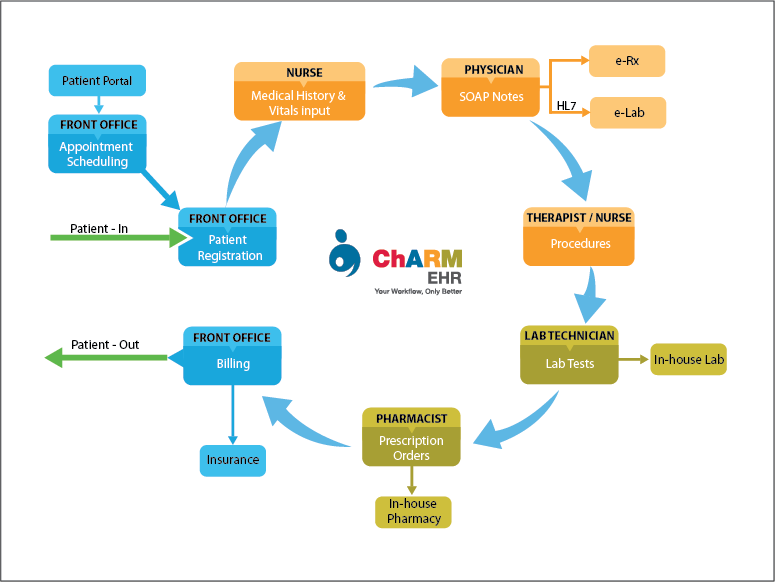 Patient Portal
FRONT OFFICE
Appointment
Scheduling
Patient - In
FRONT OFFICE
Patient
Registration
NURSE
Medical History &
Vitals Input
PHYSICIAN
SOAP Notes
HL7
e-Rx
e-Lab
THERAPIST / NURSE
Procedures
ChARM
EHR
Your Workflow, Only Better
LAB TECHNICIAN
Lab Tests
In-house Lab
PHARMACIST
Prescription
Orders
In-house
Pharmacy
FRONT OFFICE
Billing
Patient - Out
Insurance